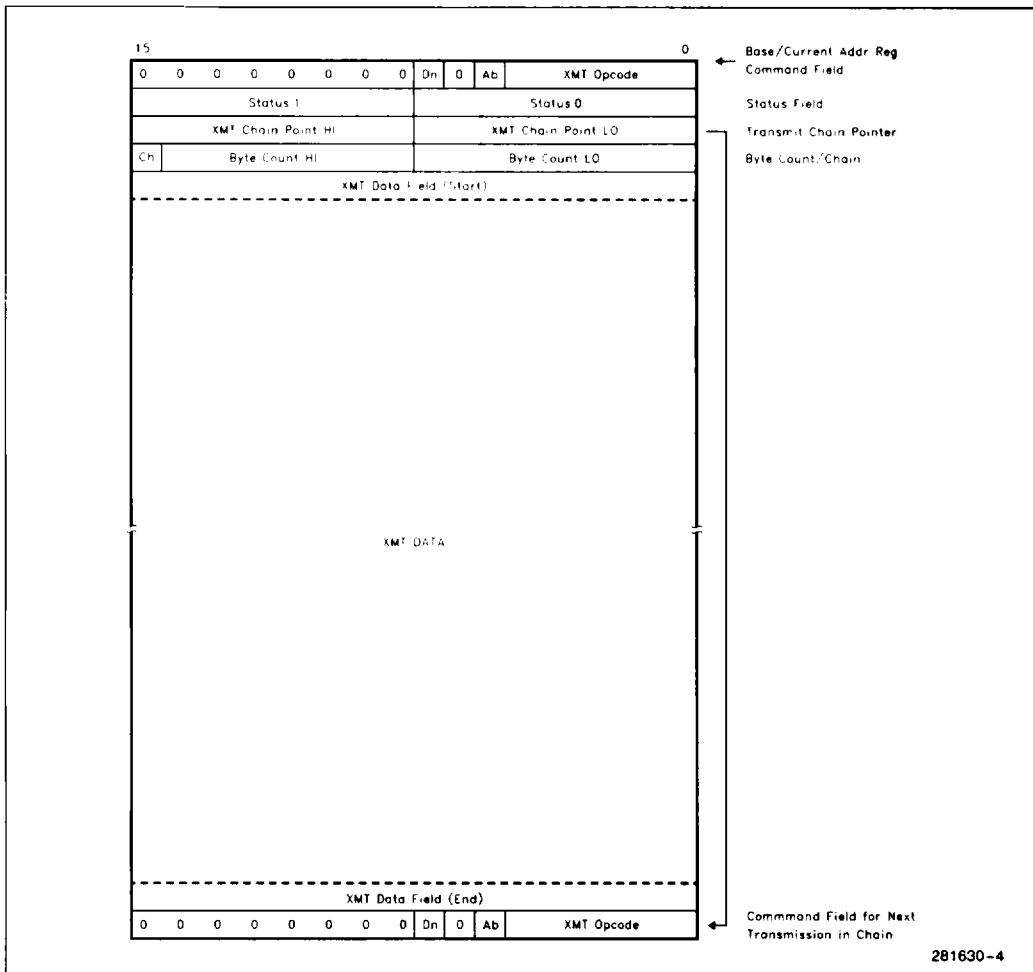 15 0
Base/Current Addr Reg
0 0 0 0 0 0 0 0 Dn 0 Ab XMT Opcode
Command Field
Status 1 Status 0 Status Field
XMT Chain Point HI XMT Chain Point LO Transmit Chain Pointer
Ch Byte Count HI Byte Count LO Byte Count/Chain
XMT Data Field (Start)
XMT DATA
XMT Data Field (End)
0 0 0 0 0 0 0 0 Dn 0 Ab XMT Opcode
Commmand Field for Next
Transmission in Chain
281630-4